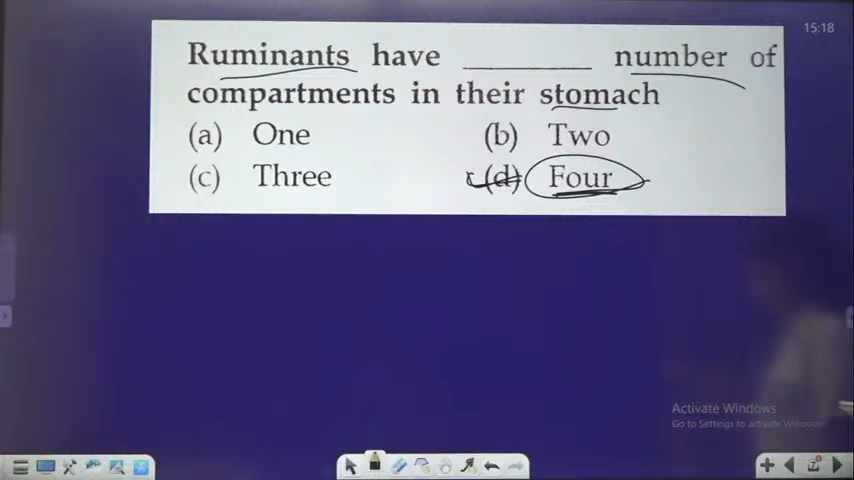 15:18
Ruminants have ________ number of
compartments in their stomach
(a) One (b) Two
(c) Three (d) Four
Activate Windows
Go to Settings to activate Windows.